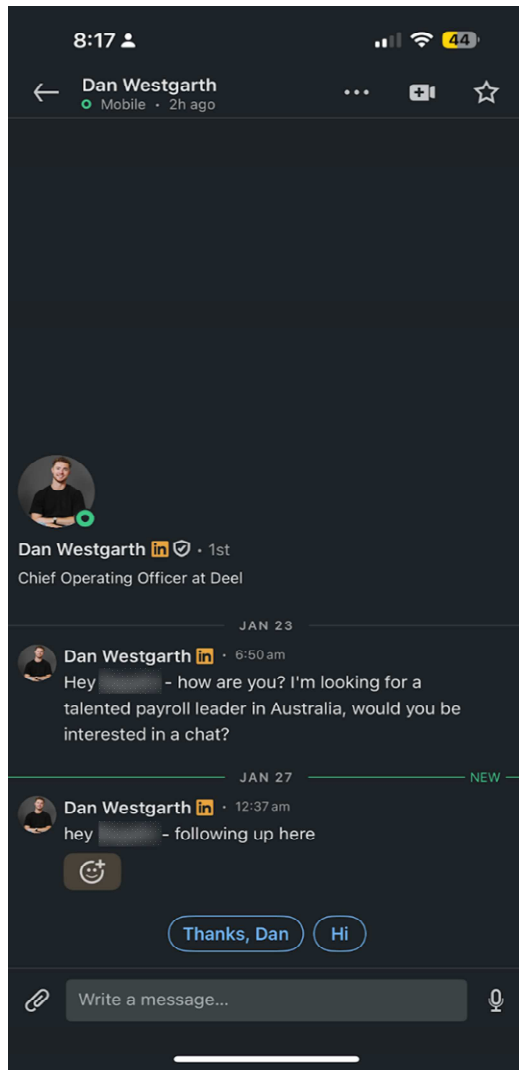 8:17
44
Dan Westgarth
Mobile • 2h ago
Dan Westgarth in • 1st
Chief Operating Officer at Deel
JAN 23
Dan Westgarth in • 6:50 am
Hey - how are you? I'm looking for a
talented payroll leader in Australia, would you be
interested in a chat?
JAN 27
NEW
Dan Westgarth in • 12:37 am
hey - following up here
Thanks, Dan
Hi
Write a message...